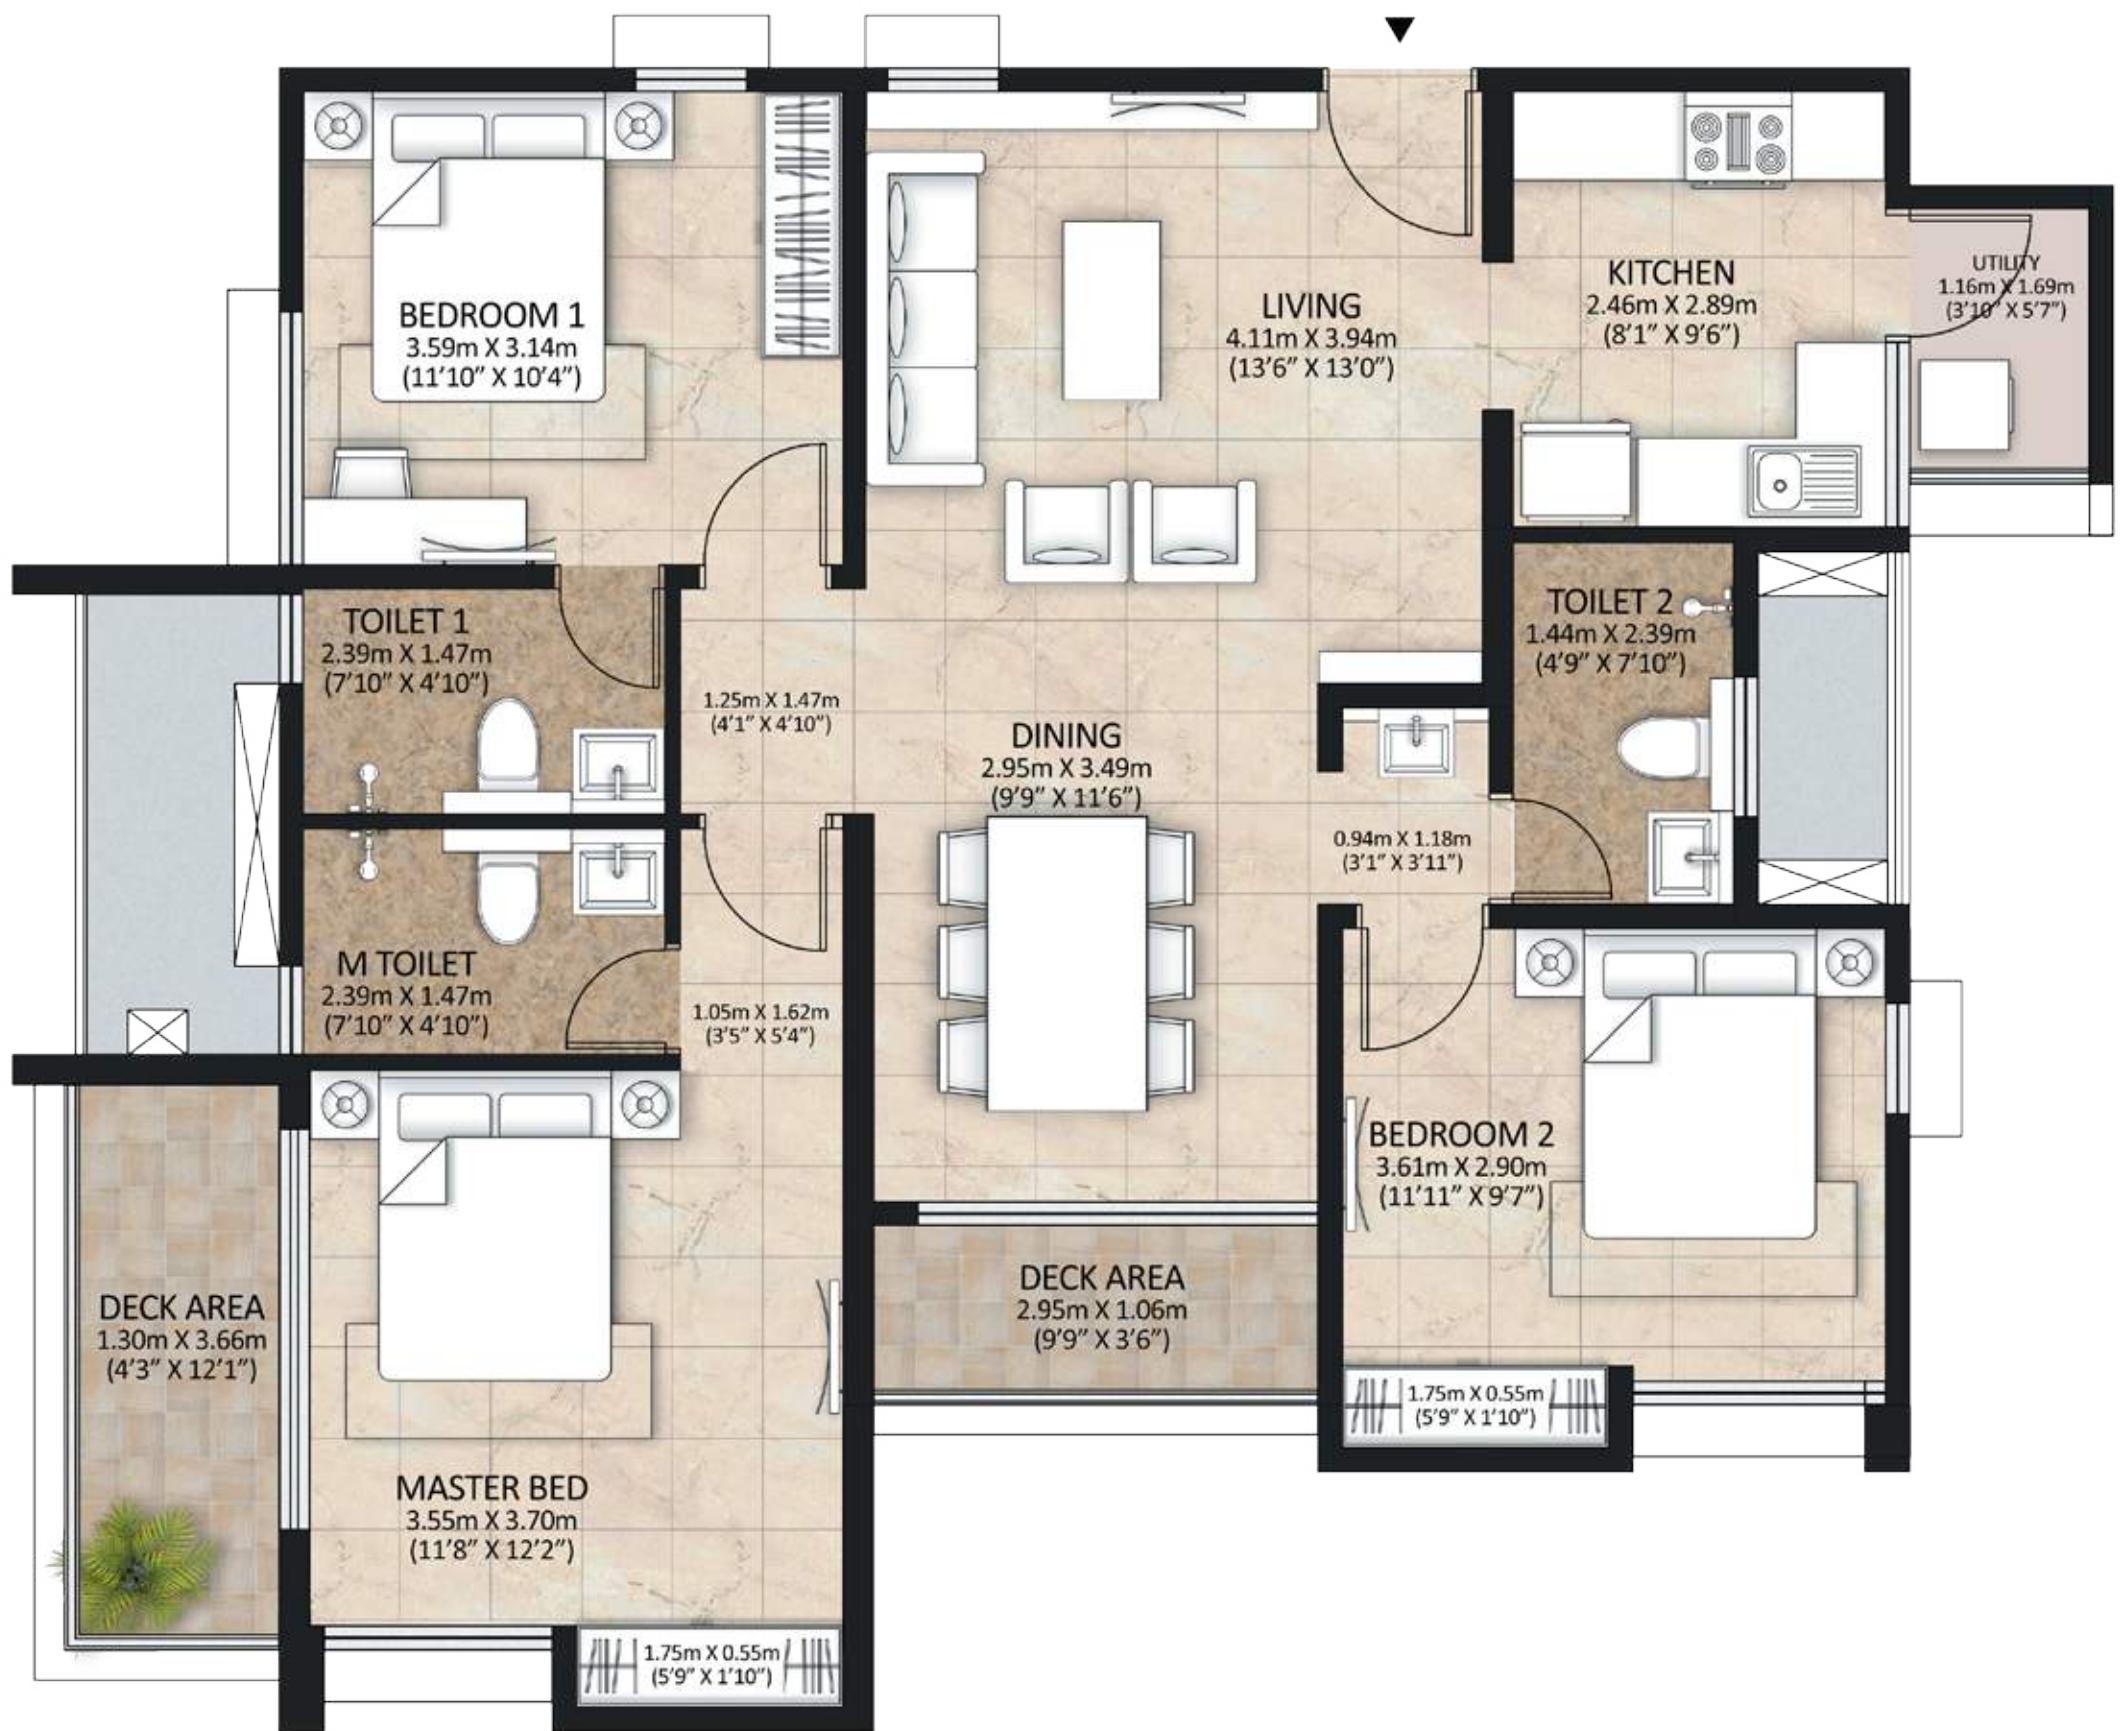 BEDROOM 1
3.59m X 3.14m
(11'10" X 10'4")
LIVING
4.11m X 3.94m
(13'6" X 13'0")
KITCHEN
2.46m X 2.89m
(8'1" X 9'6")
UTILITY
1.16m X 1.69m
(3'10" X 5'7")
TOILET 1
2.39m X 1.47m
(7'10" X 4'10")
1.25m X 1.47m
(4'1" X 4'10")
DINING
2.95m X 3.49m
(9'9" X 11'6")
TOILET 2
1.44m X 2.39m
(4'9" X 7'10")
0.94m X 1.18m
(3'1" X 3'11")
M TOILET
2.39m X 1.47m
(7'10" X 4'10")
1.05m X 1.62m
(3'5" X 5'4")
BEDROOM 2
3.61m X 2.90m
(11'11" X 9'7")
DECK AREA
1.30m X 3.66m
(4'3" X 12'1")
DECK AREA
2.95m X 1.06m
(9'9" X 3'6")
1.75m X 0.55m
(5'9" X 1'10")
MASTER BED
3.55m X 3.70m
(11'8" X 12'2")
1.75m X 0.55m
(5'9" X 1'10")